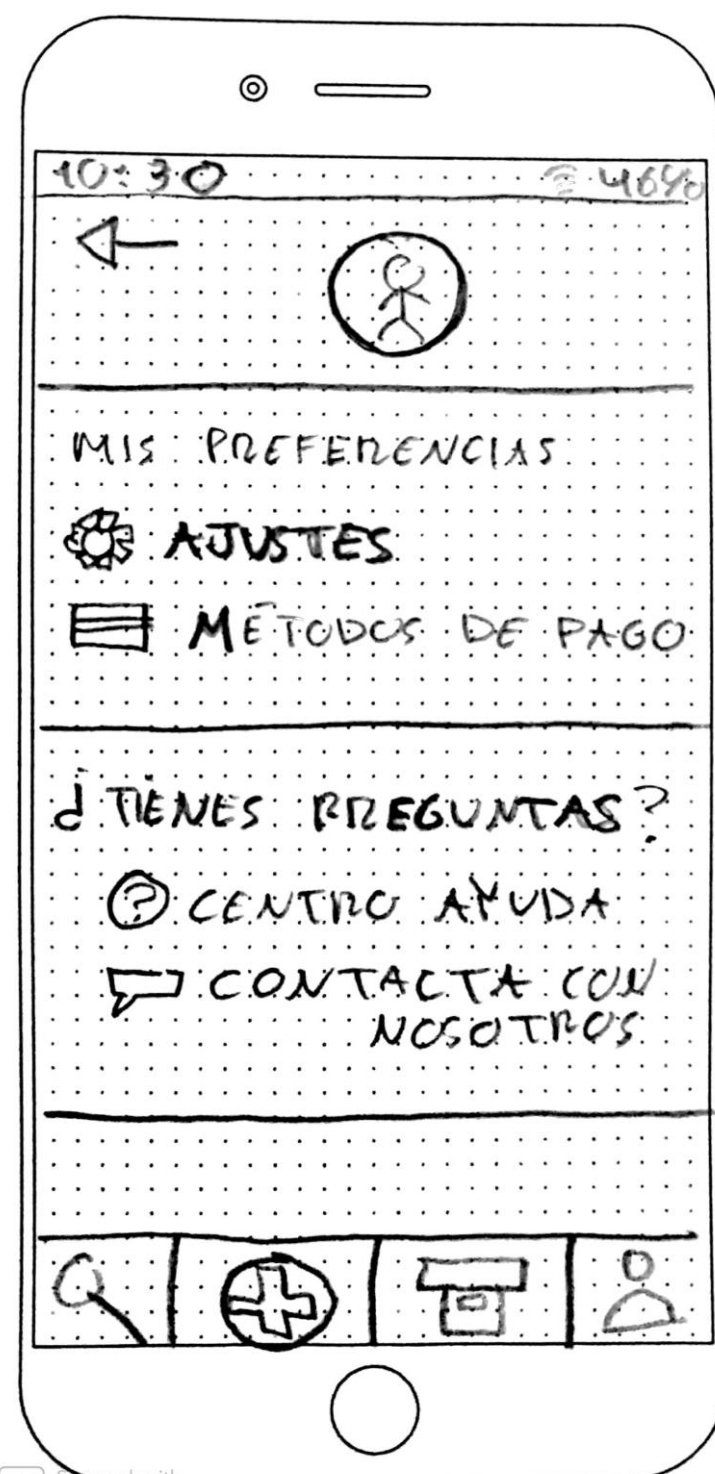 10:30 46%
MIS PREFERENCIAS
AJUSTES
MÉTODOS DE PAGO
¿TIENES PREGUNTAS?
?
CENTRO AYUDA
CONTACTA CON
NOSOTROS